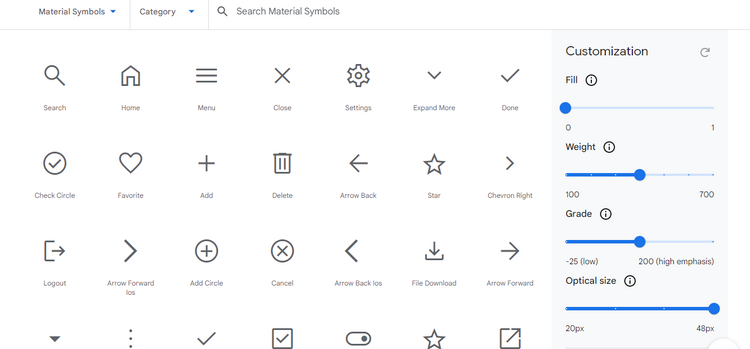 Material Symbols
Category
Search Material Symbols
Search
Home
Menu
Close
Settings
Expand More
Done
Check Circle
Favorite
Add
Delete
Arrow Back
Star
Chevron Right
Logout
Arrow Forward
Ios
Add Circle
Cancel
Arrow Back Ios
File Download
Arrow Forward
Customization
Fill
0
1
Weight
100
700
Grade
-25 (low)
200 (high emphasis)
Optical size
20px
48px